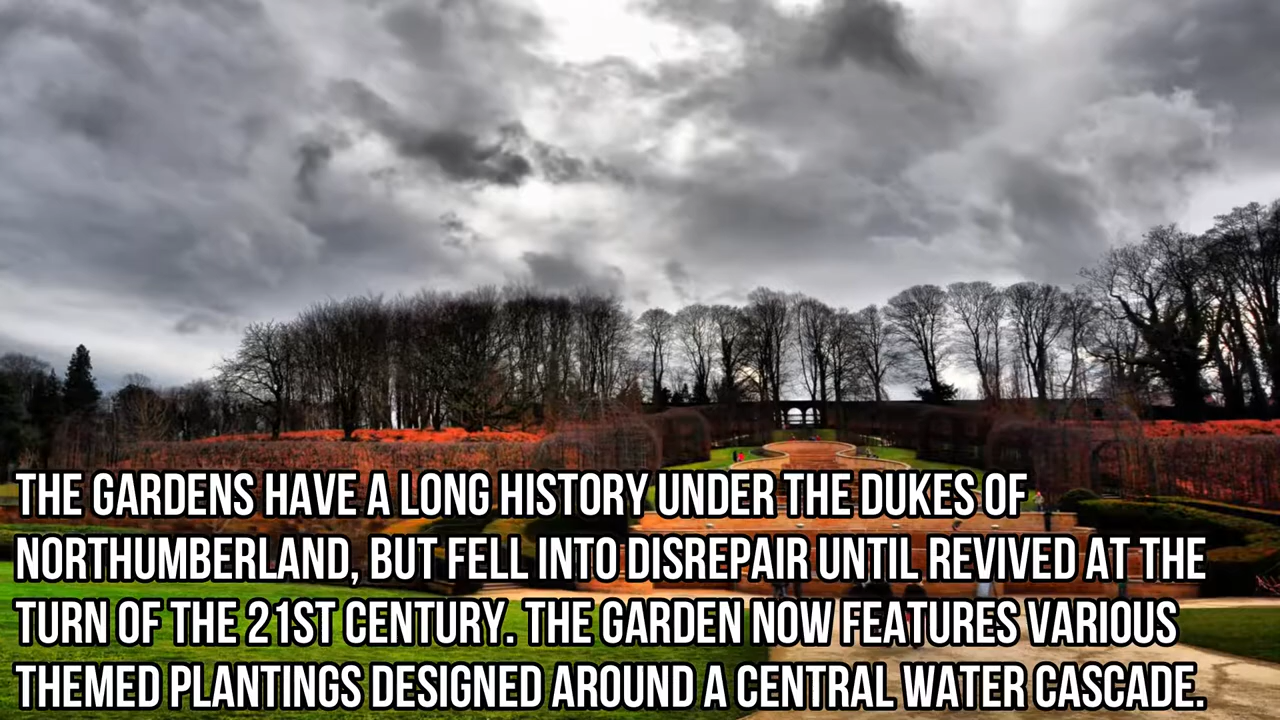 THE GARDENS HAVE A LONG HISTORY UNDER THE DUKES OF
NORTHUMBERLAND, BUT FELL INTO DISREPAIR UNTIL REVIVED AT THE
TURN OF THE 21ST CENTURY. THE GARDEN NOW FEATURES VARIOUS
THEMED PLANTINGS DESIGNED AROUND A CENTRAL WATER CASCADE.